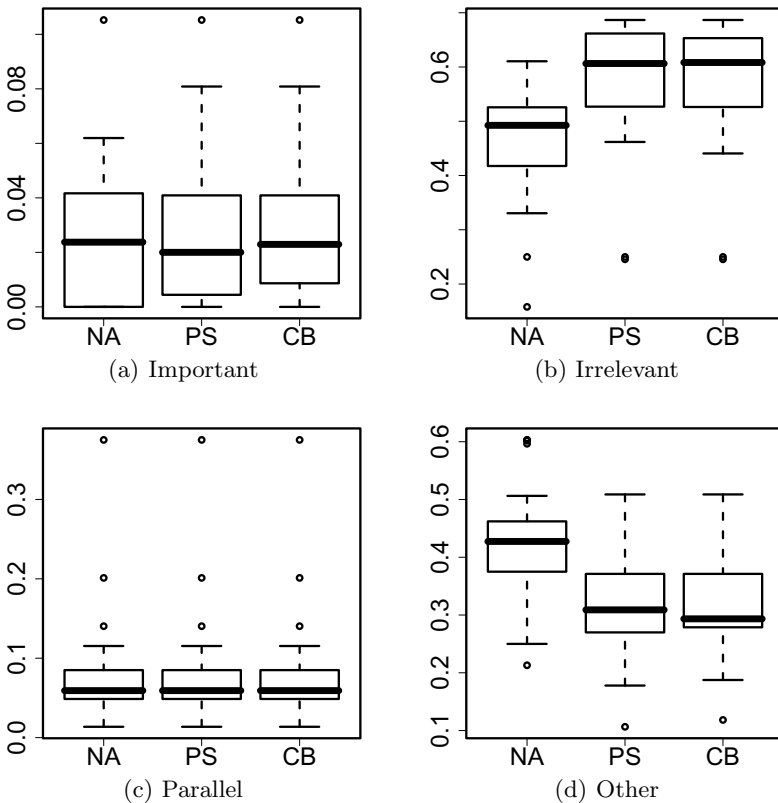 0.08
0.04
0.00
NA PS CB
(a) Important
0.6
0.4
0.2
NA PS CB
(b) Irrelevant
0.3
0.2
0.1
0.0
NA PS CB
(c) Parallel
0.6
0.5
0.4
0.3
0.2
0.1
NA PS CB
(d) Other